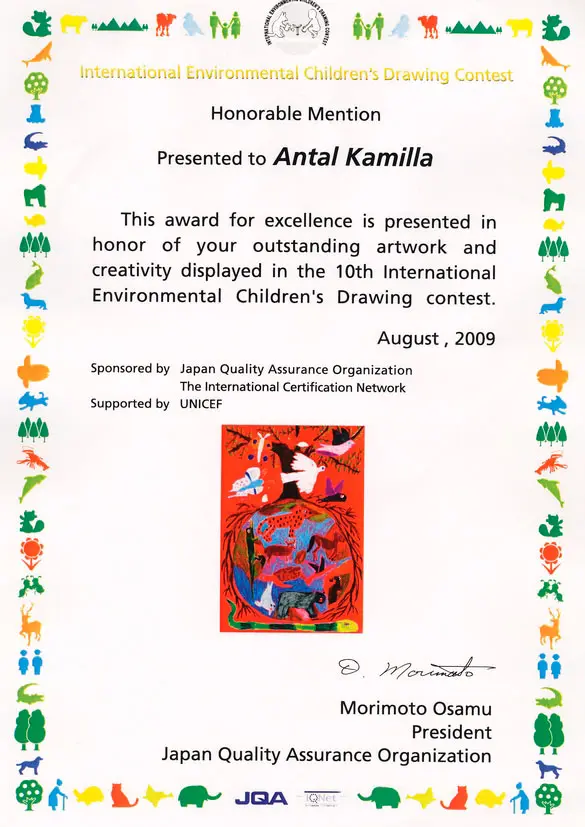 INTERNATIONAL ENVIRONMENTAL CHILDREN'S DRAWING CONTEST
International Environmental Children's Drawing Contest
Honorable Mention
Presented to Antal Kamilla
This award for excellence is presented in
honor of your outstanding artwork and
creativity displayed in the 10th International
Environmental Children's Drawing contest.
August , 2009
Sponsored by Japan Quality Assurance Organization
The International Certification Network
Supported by UNICEF
O. Morimoto
Morimoto Osamu
President
Japan Quality Assurance Organization
JQA IQNet